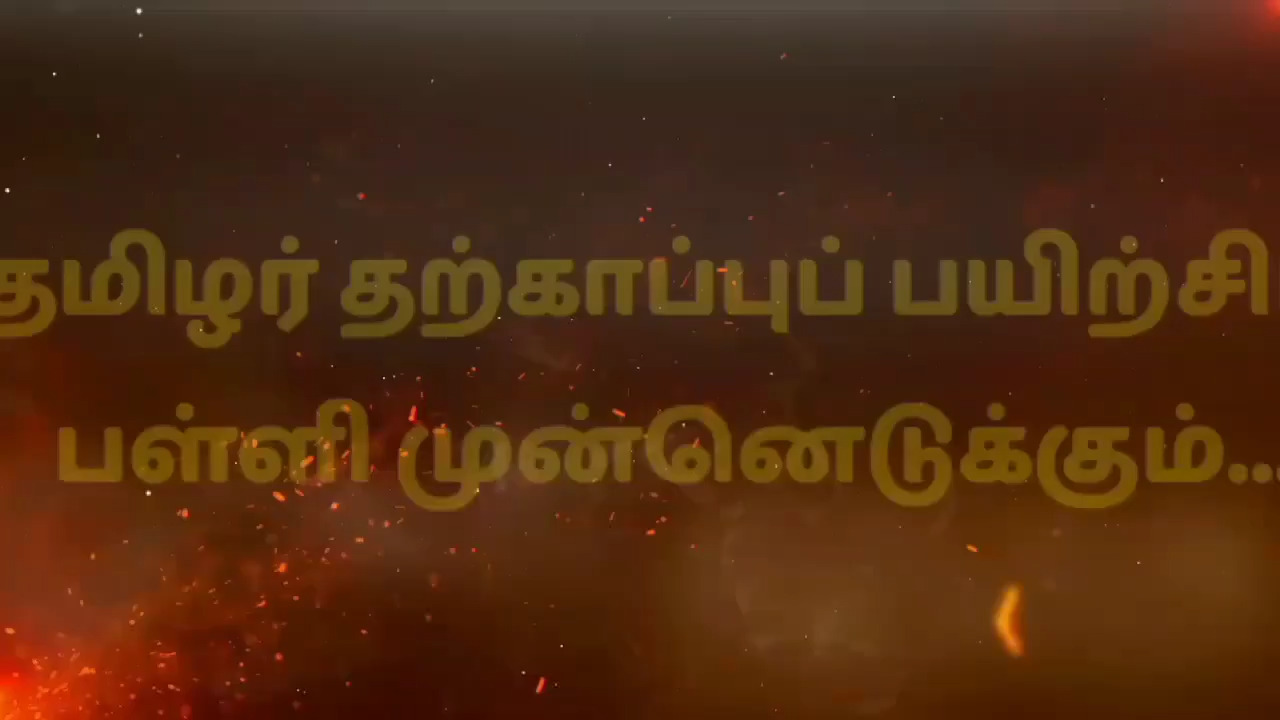 தமிழர் தற்காப்புப் பயிற்சி
பள்ளி முன்னெடுக்கும்...